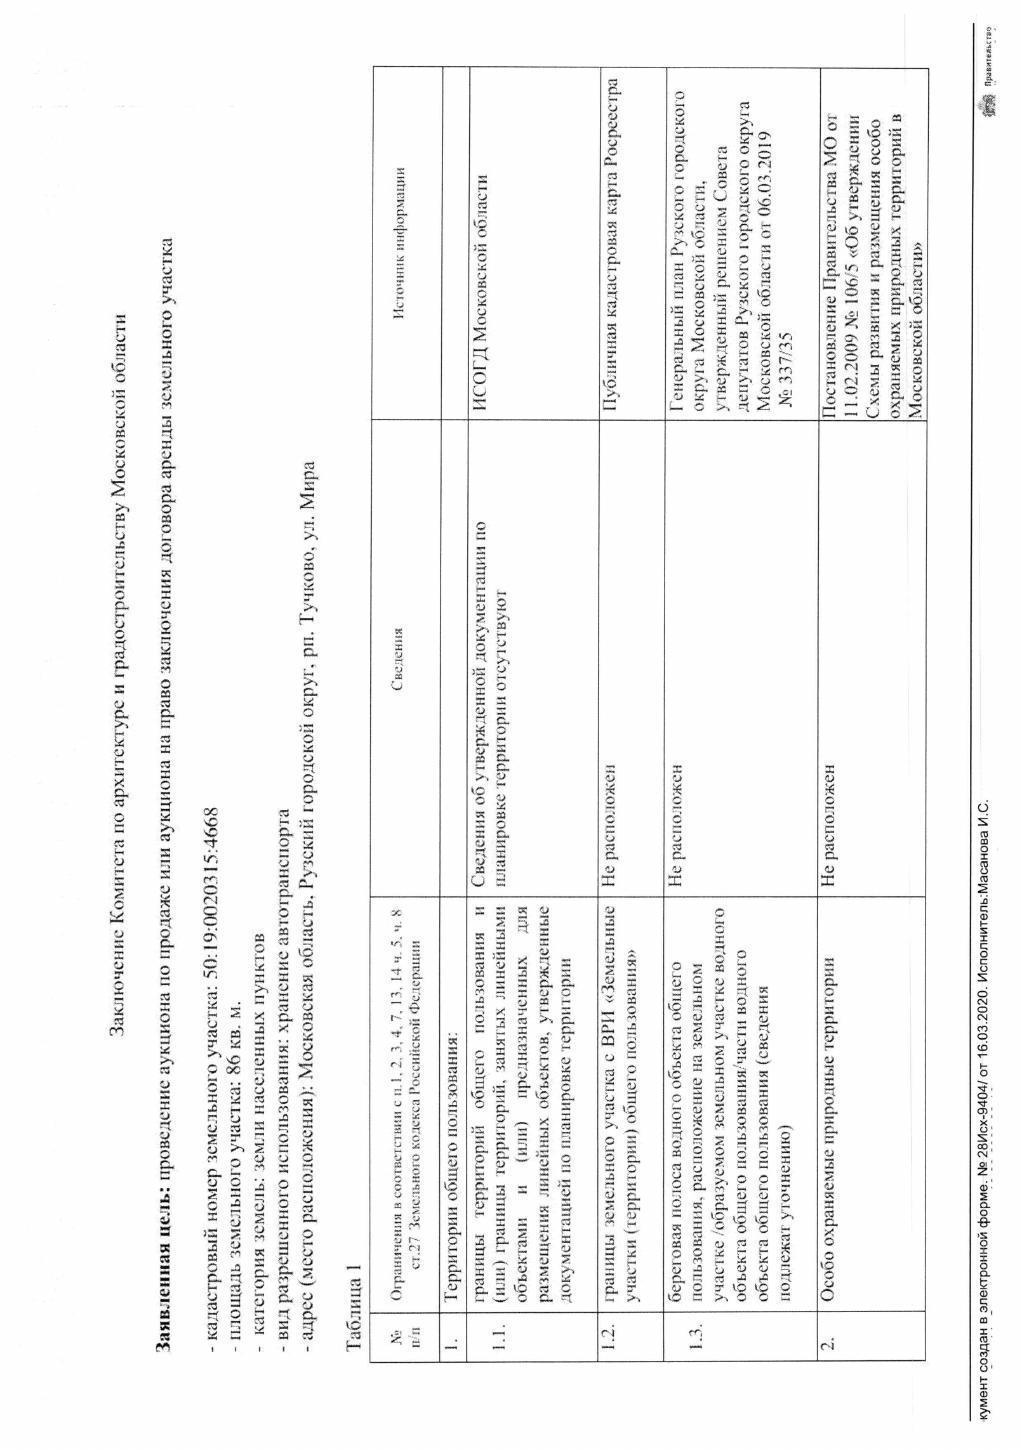 Заключение Комитета по архитектуре и градостроительству Московской области
Заявленная цель: проведение аукциона по продаже или аукциона на право заключения договора аренды земельного участка
- кадастровый номер земельного участка: 50:19:0020315:4668
- площадь земельного участка: 86 кв. м.
- категория земель: земли населенных пунктов
- вид разрешенного использования: хранение автотранспорта
- адрес (место расположения): Московская область, Рузский городской округ, рп. Тучково, ул. Мира
Таблица 1
№
п/п
Ограничения в соответствии с п.1, 2, 3, 4, 7, 13, 14 ч. 5, ч. 8
ст.27 Земельного кодекса Российской Федерации
Сведения
Источник информации
1.
Территории общего пользования:
1.1.
границы территорий общего пользования и
(или) границы территорий, занятых линейными
объектами и (или) предназначенных для
размещения линейных объектов, утвержденные
документацией по планировке территории
Сведения об утвержденной документации по
планировке территории отсутствуют
ИСОГД Московской области
1.2.
границы земельного участка с ВРИ «Земельные
участки (территории) общего пользования»
Не расположен
Публичная кадастровая карта Росреестра
1.3.
береговая полоса водного объекта общего
пользования, расположение на земельном
участке /образуемом земельном участке водного
объекта общего пользования/части водного
объекта общего пользования (сведения
подлежат уточнению)
Не расположен
Генеральный план Рузского городского
округа Московской области,
утвержденный решением Совета
депутатов Рузского городского округа
Московской области от 06.03.2019
№ 337/35
2.
Особо охраняемые природные территории
Не расположен
Постановление Правительства МО от
11.02.2009 № 106/5 «Об утверждении
Схемы развития и размещения особо
охраняемых природных территорий в
Московской области»
кумент создан в электронной форме. № 28Исх-9404/ от 16.03.2020. Исполнитель:Масанова И.С.
Правительство